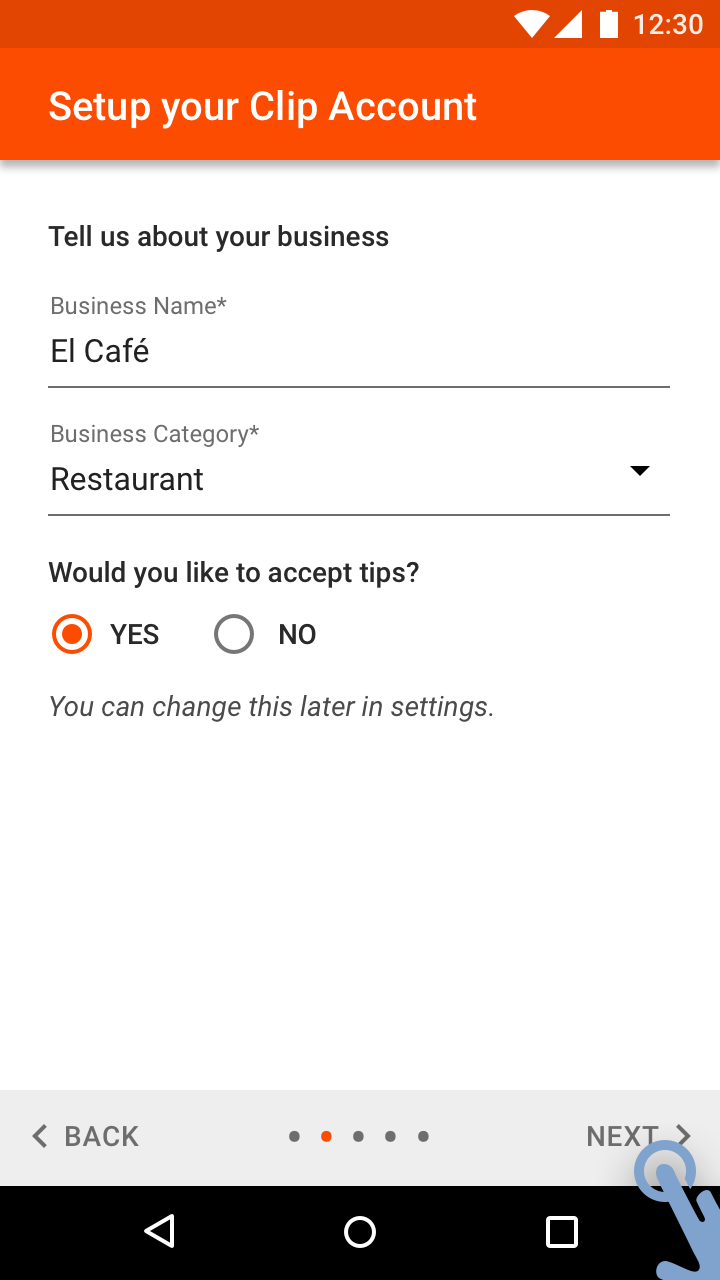 12:30
Setup your Clip Account
Tell us about your business
Business Name*
El Café
Business Category*
Restaurant
Would you like to accept tips?
YES NO
You can change this later in settings.
BACK NEXT